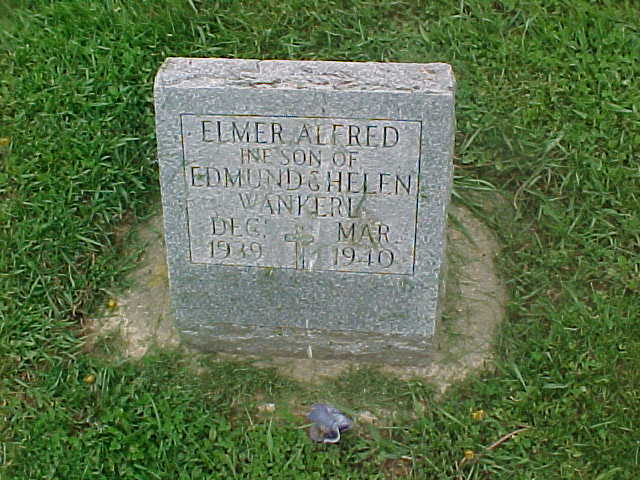 ELMER ALFRED
INF SON OF
EDMUND & HELEN
WANKERL
DEC. MAR.
1939 1940